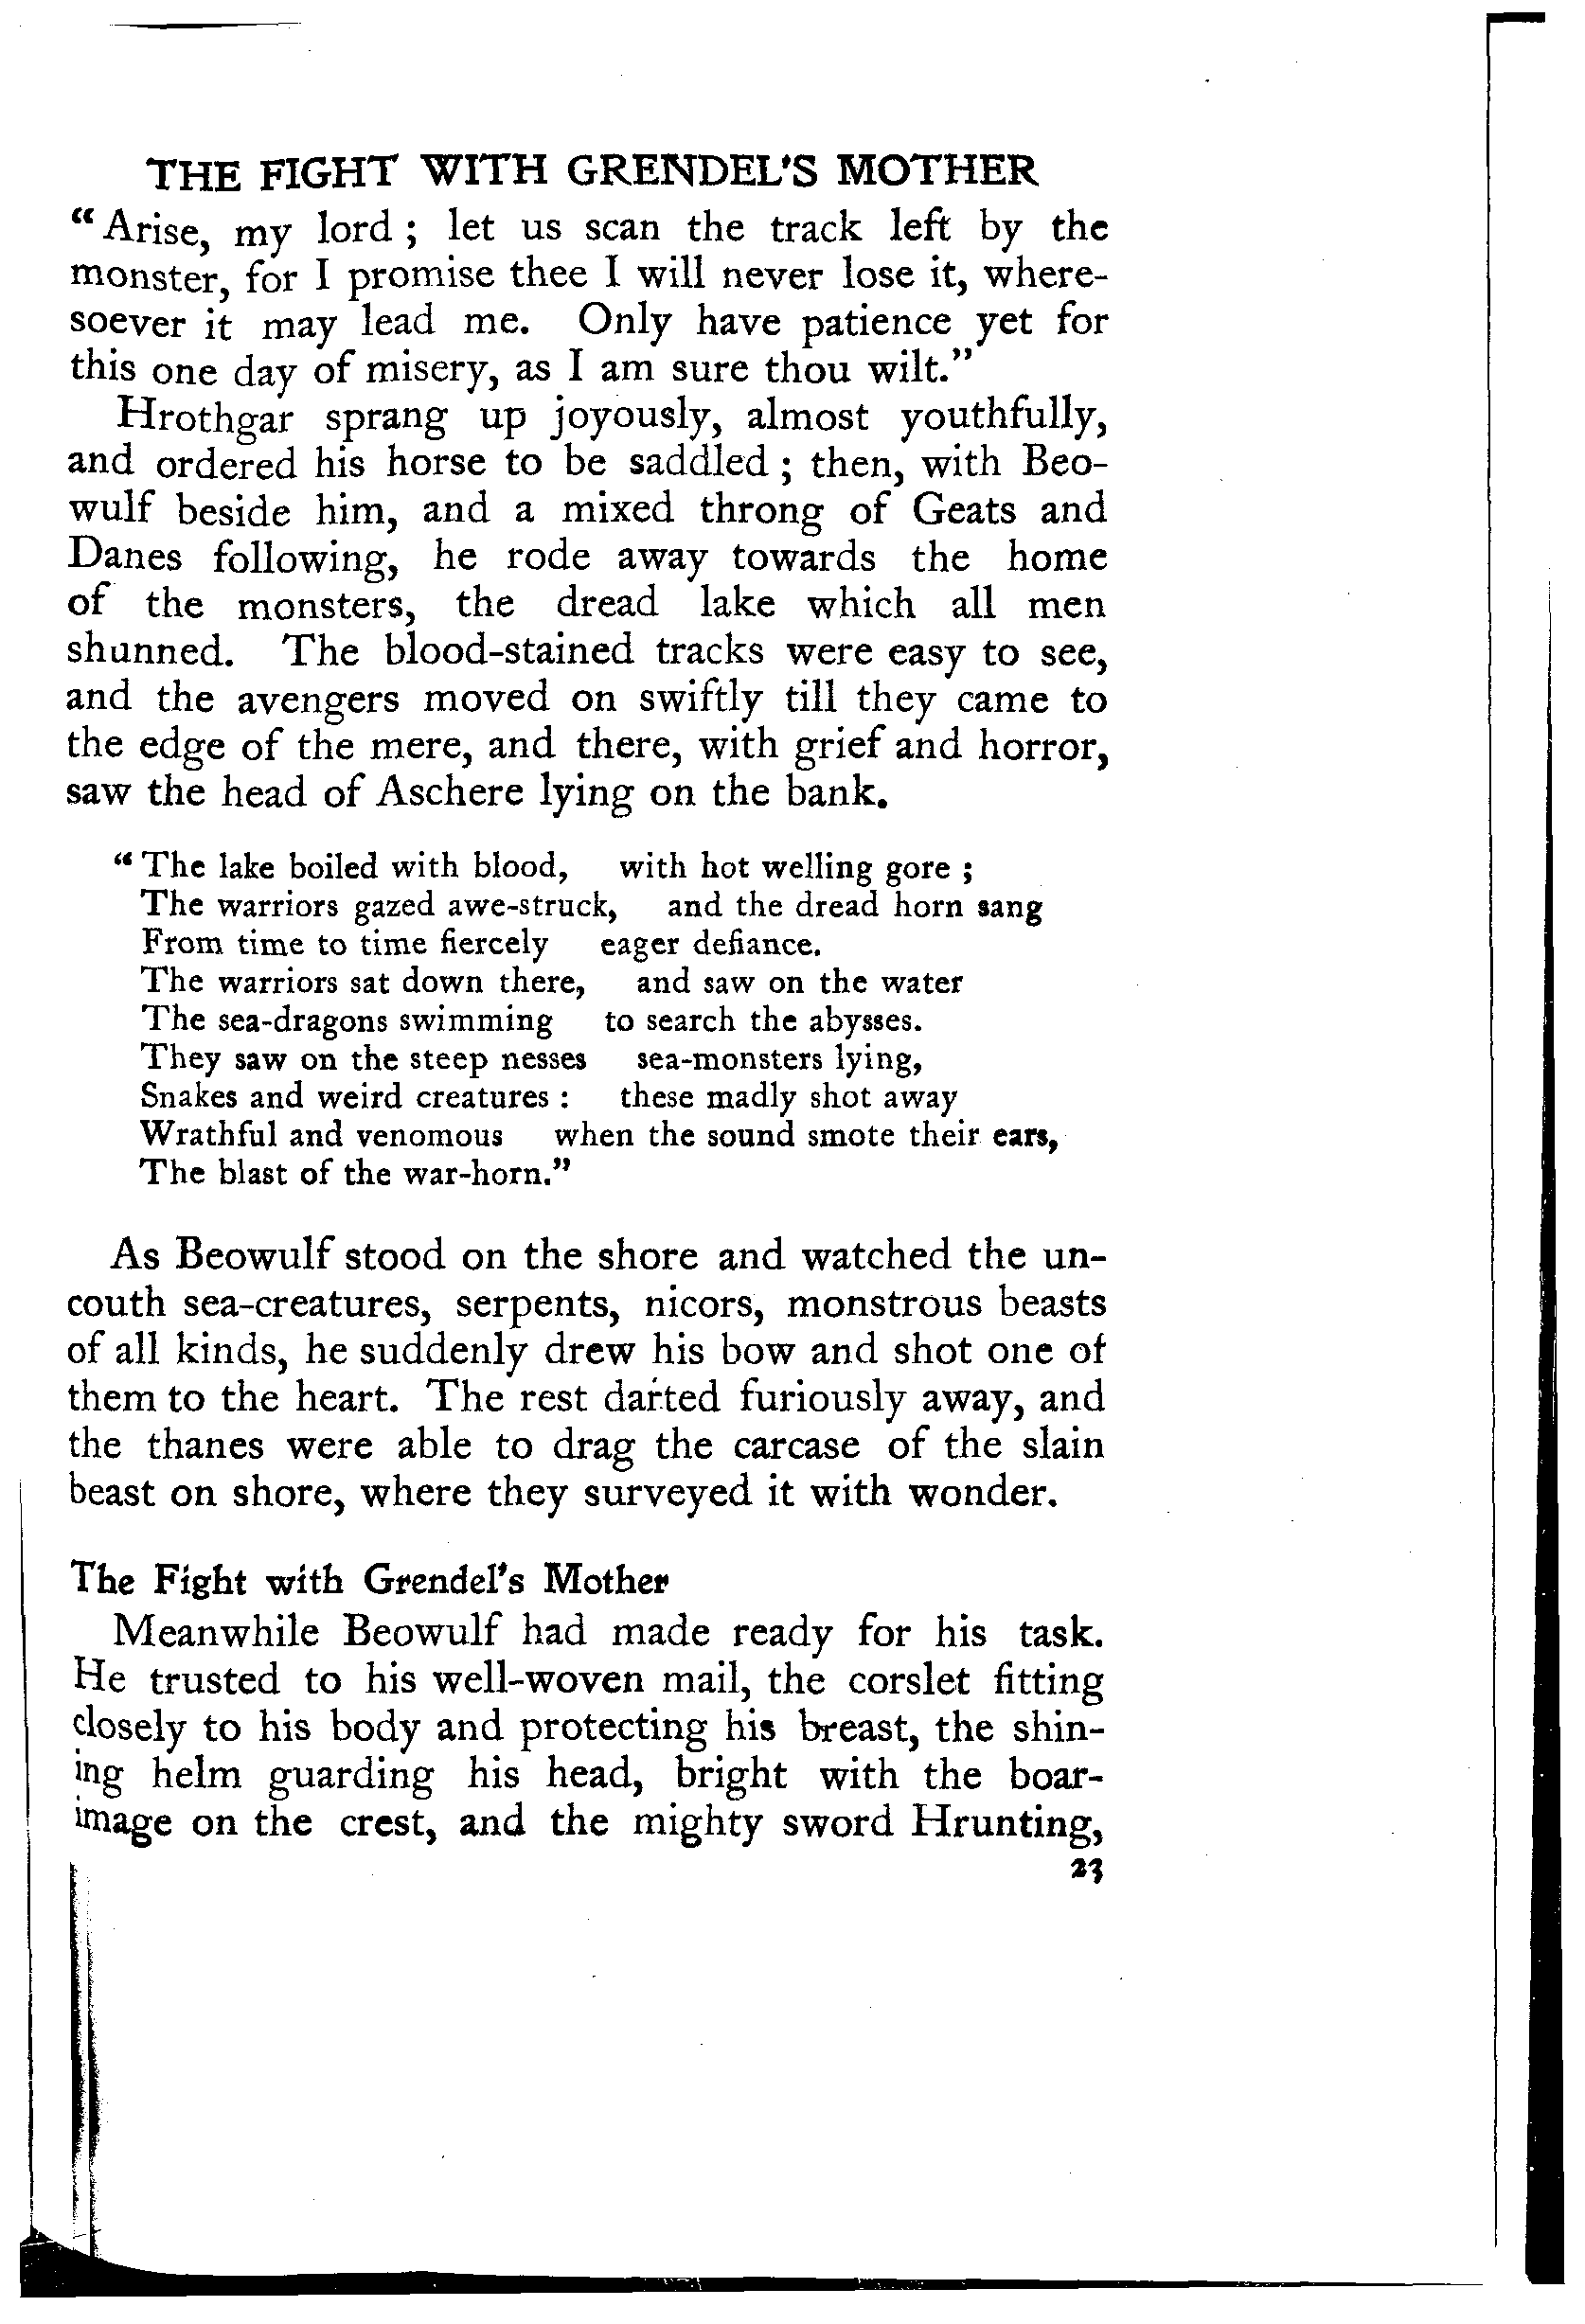 THE FIGHT WITH GRENDEL'S MOTHER
“Arise, my lord ; let us scan the track left by the
monster, for I promise thee I will never lose it, where-
soever it may lead me. Only have patience yet for
this one day of misery, as I am sure thou wilt.”
Hrothgar sprang up joyously, almost youthfully,
and ordered his horse to be saddled ; then, with Beo-
wulf beside him, and a mixed throng of Geats and
Danes following, he rode away towards the home
of the monsters, the dread lake which all men
shunned. The blood-stained tracks were easy to see,
and the avengers moved on swiftly till they came to
the edge of the mere, and there, with grief and horror,
saw the head of Aschere lying on the bank.
“The lake boiled with blood, with hot welling gore ;
The warriors gazed awe-struck, and the dread horn sang
From time to time fiercely eager defiance.
The warriors sat down there, and saw on the water
The sea-dragons swimming to search the abysses.
They saw on the steep nesses sea-monsters lying,
Snakes and weird creatures : these madly shot away
Wrathful and venomous when the sound smote their ears,
The blast of the war-horn.”
As Beowulf stood on the shore and watched the un-
couth sea-creatures, serpents, nicors, monstrous beasts
of all kinds, he suddenly drew his bow and shot one of
them to the heart. The rest darted furiously away, and
the thanes were able to drag the carcase of the slain
beast on shore, where they surveyed it with wonder.
The Fight with Grendel's Mother
Meanwhile Beowulf had made ready for his task.
He trusted to his well-woven mail, the corslet fitting
closely to his body and protecting his breast, the shin-
ing helm guarding his head, bright with the boar-
image on the crest, and the mighty sword Hrunting,
23